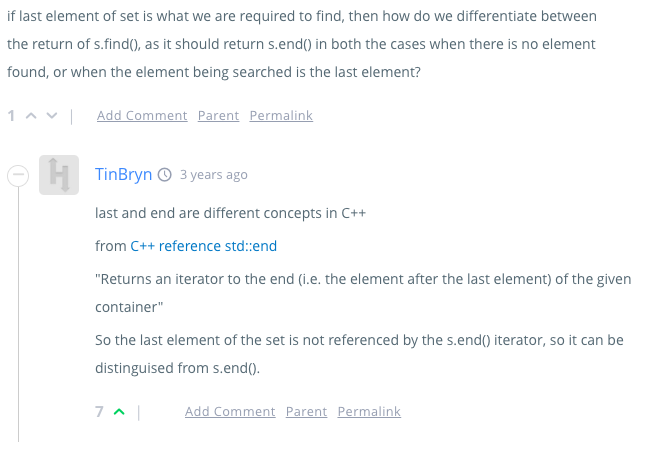 if last element of set is what we are required to find, then how do we differentiate between
the return of s.find(), as it should return s.end() in both the cases when there is no element
found, or when the element being searched is the last element?
1 | Add Comment Parent Permalink
TinBryn 3 years ago
last and end are different concepts in C++
from C++ reference std::end
"Returns an iterator to the end (i.e. the element after the last element) of the given
container"
So the last element of the set is not referenced by the s.end() iterator, so it can be
distinguised from s.end().
7 | Add Comment Parent Permalink